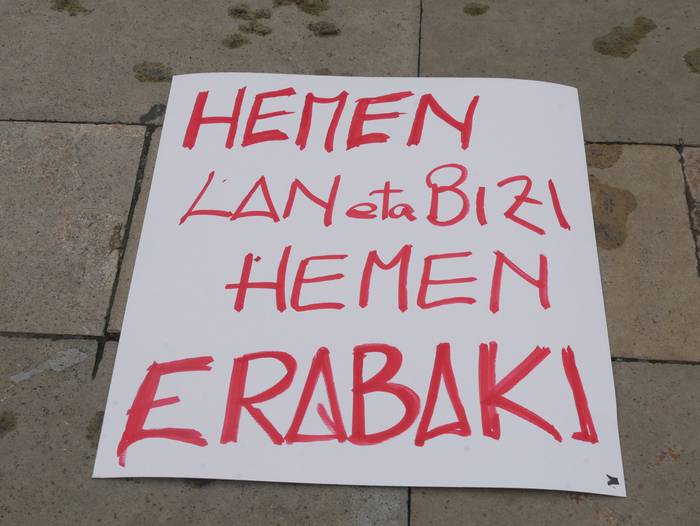 HEMEN
LAN eta BIZI
HEMEN
ERABAKI